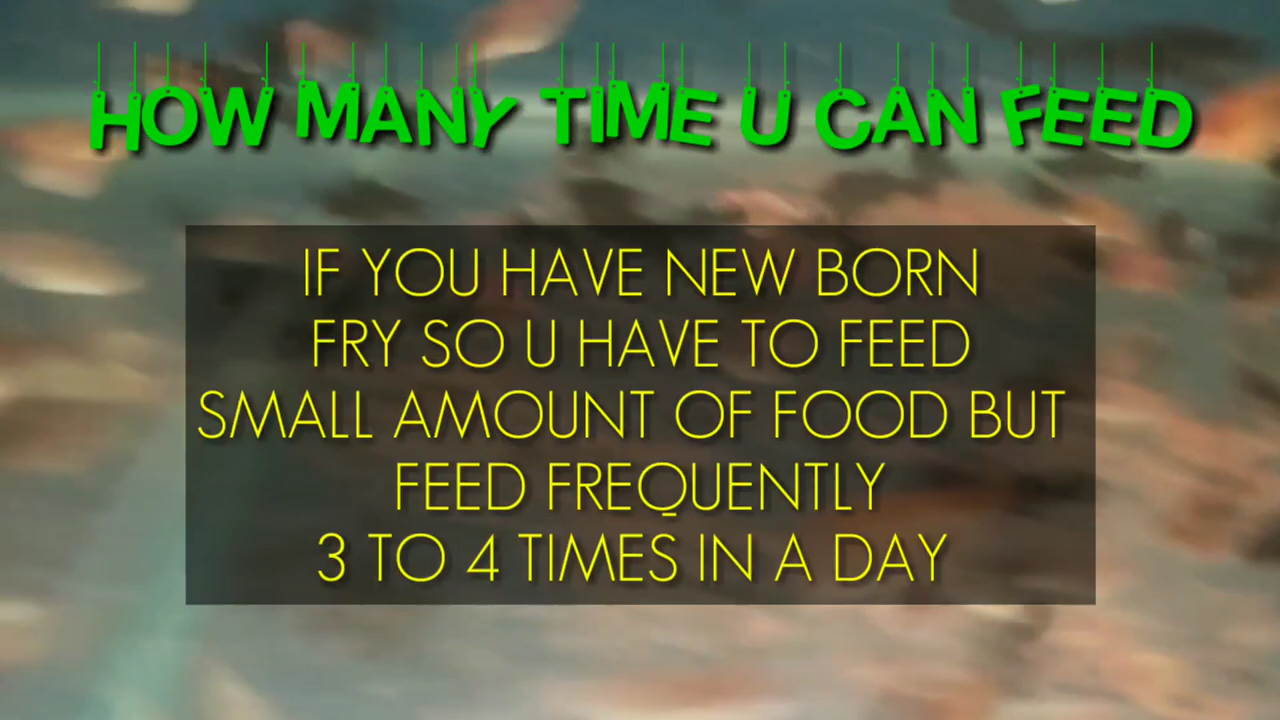 HOW MANY TIME U CAN FEED
IF YOU HAVE NEW BORN
FRY SO U HAVE TO FEED
SMALL AMOUNT OF FOOD BUT
FEED FREQUENTLY
3 TO 4 TIMES IN A DAY